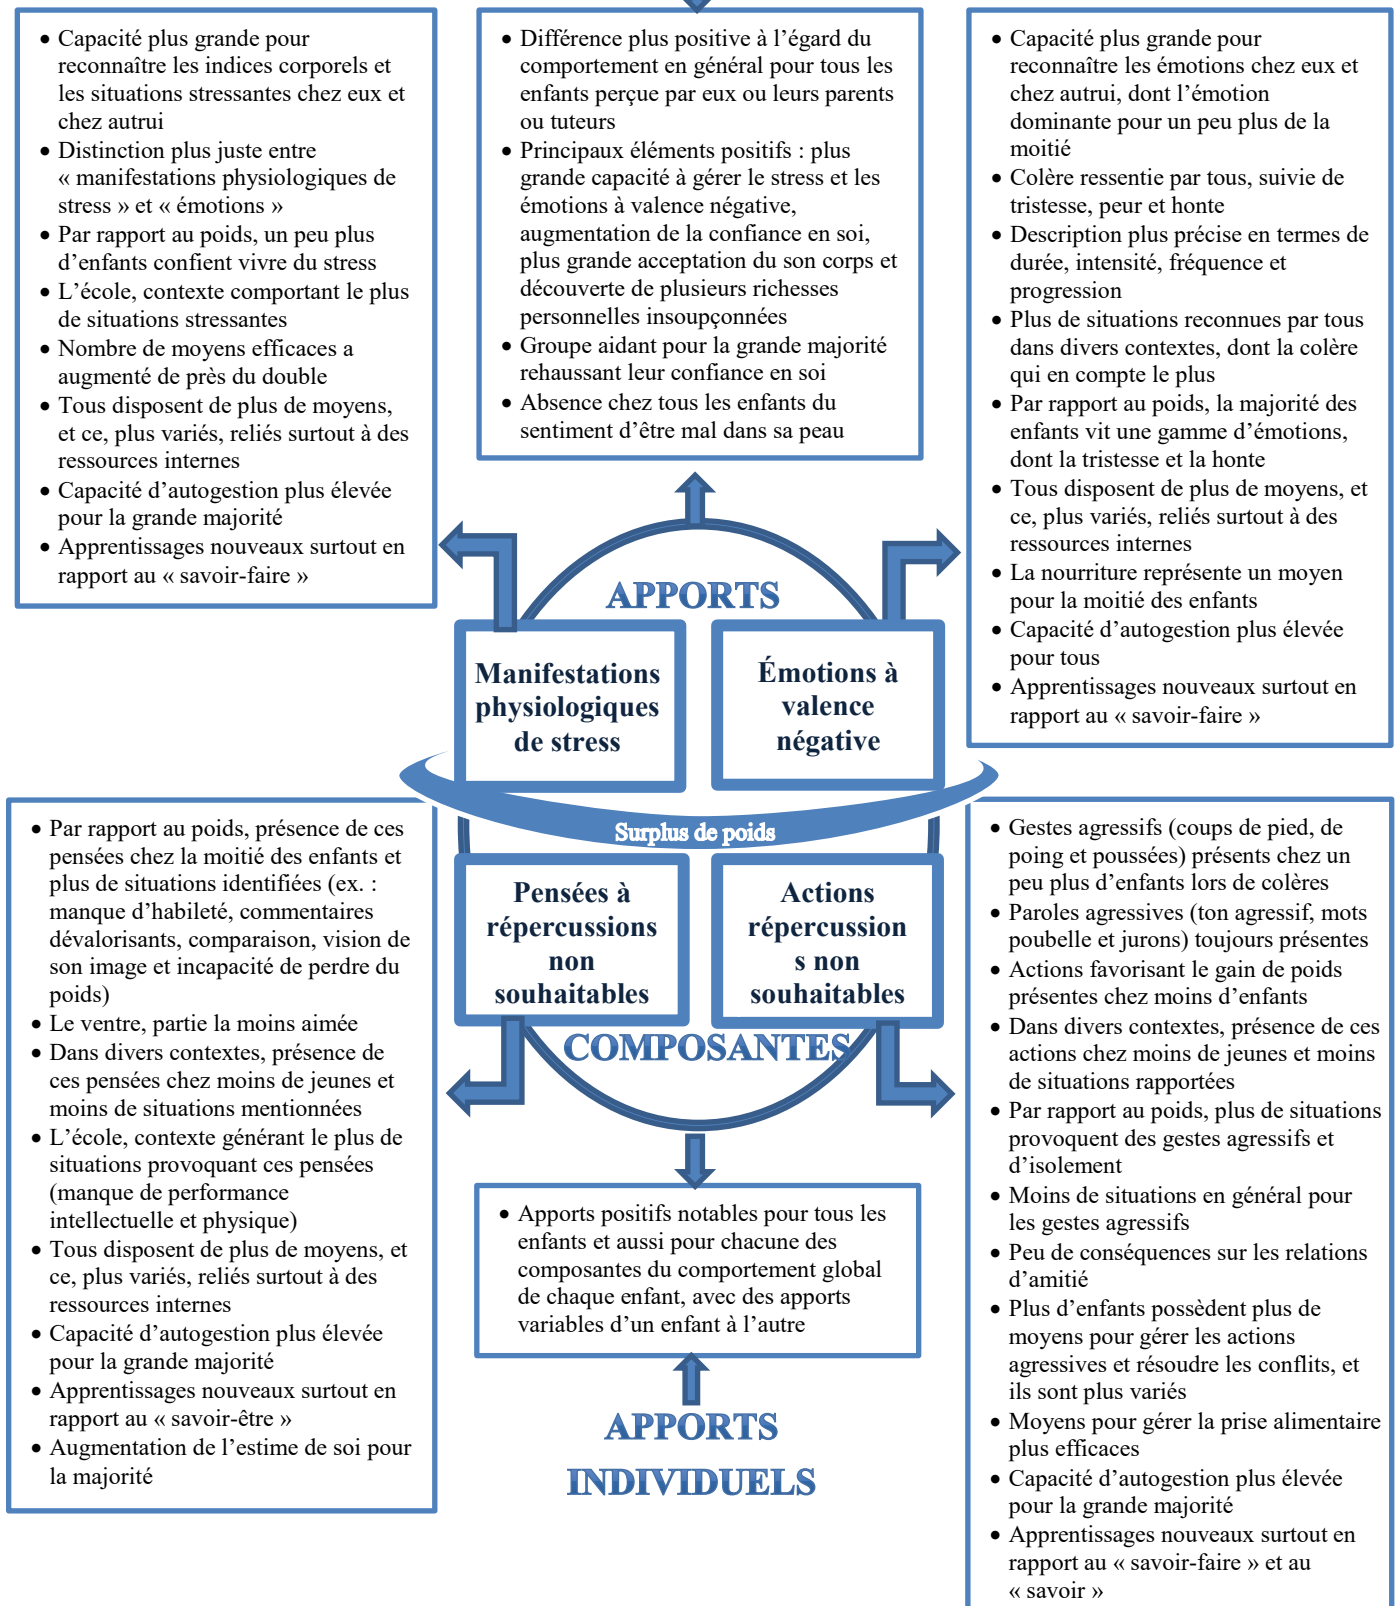 • Capacité plus grande pour
reconnaître les indices corporels et
les situations stressantes chez eux et
chez autrui
• Distinction plus juste entre
« manifestations physiologiques de
stress » et « émotions »
• Par rapport au poids, un peu plus
d’enfants confient vivre du stress
• L’école, contexte comportant le plus
de situations stressantes
• Nombre de moyens efficaces a
augmenté de près du double
• Tous disposent de plus de moyens,
et ce, plus variés, reliés surtout à des
ressources internes
• Capacité d’autogestion plus élevée
pour la grande majorité
• Apprentissages nouveaux surtout en
rapport au « savoir-faire »
• Différence plus positive à l’égard du
comportement en général pour tous les
enfants perçue par eux ou leurs parents
ou tuteurs
• Principaux éléments positifs : plus
grande capacité à gérer le stress et les
émotions à valence négative,
augmentation de la confiance en soi,
plus grande acceptation du son corps et
découverte de plusieurs richesses
personnelles insoupçonnées
• Groupe aidant pour la grande majorité
rehaussant leur confiance en soi
• Absence chez tous les enfants du
sentiment d’être mal dans sa peau
• Capacité plus grande pour
reconnaître les émotions chez eux et
chez autrui, dont l’émotion
dominante pour un peu plus de la
moitié
• Colère ressentie par tous, suivie de
tristesse, peur et honte
• Description plus précise en termes de
durée, intensité, fréquence et
progression
• Plus de situations reconnues par tous
dans divers contextes, dont la colère
qui en compte le plus
• Par rapport au poids, la majorité des
enfants vit une gamme d’émotions,
dont la tristesse et la honte
• Tous disposent de plus de moyens, et
ce, plus variés, reliés surtout à des
ressources internes
• La nourriture représente un moyen
pour la moitié des enfants
• Capacité d’autogestion plus élevée
pour tous
• Apprentissages nouveaux surtout en
rapport au « savoir-faire »
APPORTS
Manifestations
physiologiques
de stress
Émotions à
valence
négative
Surplus de poids
Pensées à
répercussions
non
souhaitables
Actions
répercussion
s non
souhaitables
COMPOSANTES
• Par rapport au poids, présence de ces
pensées chez la moitié des enfants et
plus de situations identifiées (ex. :
manque d’habileté, commentaires
dévalorisants, comparaison, vision de
son image et incapacité de perdre du
poids)
• Le ventre, partie la moins aimée
• Dans divers contextes, présence de
ces pensées chez moins de jeunes et
moins de situations mentionnées
• L’école, contexte générant le plus de
situations provoquant ces pensées
(manque de performance
intellectuelle et physique)
• Tous disposent de plus de moyens, et
ce, plus variés, reliés surtout à des
ressources internes
• Capacité d’autogestion plus élevée
pour la grande majorité
• Apprentissages nouveaux surtout en
rapport au « savoir-être »
• Augmentation de l’estime de soi pour
la majorité
• Apports positifs notables pour tous les
enfants et aussi pour chacune des
composantes du comportement global
de chaque enfant, avec des apports
variables d’un enfant à l’autre
APPORTS
INDIVIDUELS
• Gestes agressifs (coups de pied, de
poing et poussées) présents chez un
peu plus d’enfants lors de colères
• Paroles agressives (ton agressif, mots
poubelle et jurons) toujours présentes
• Actions favorisant le gain de poids
présentes chez moins d’enfants
• Dans divers contextes, présence de ces
actions chez moins de jeunes et moins
de situations rapportées
• Par rapport au poids, plus de situations
provoquent des gestes agressifs et
d’isolement
• Moins de situations en général pour
les gestes agressifs
• Peu de conséquences sur les relations
d’amitié
• Plus d’enfants possèdent plus de
moyens pour gérer les actions
agressives et résoudre les conflits, et
ils sont plus variés
• Moyens pour gérer la prise alimentaire
plus efficaces
• Capacité d’autogestion plus élevée
pour la grande majorité
• Apprentissages nouveaux surtout en
rapport au « savoir-faire » et au
« savoir »